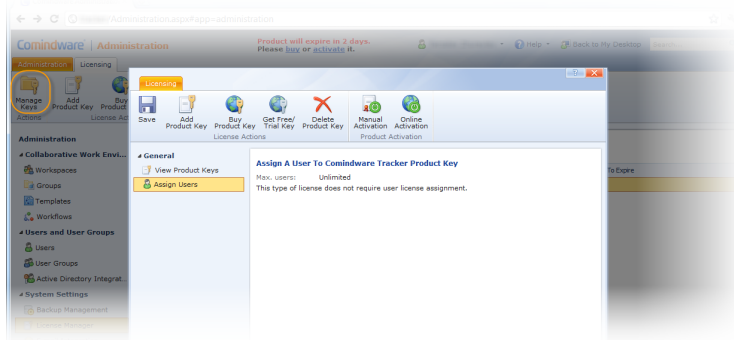 /Administration.aspx#app=administration
Comindware | Administration
Product will expire in 2 days.
Please buy or activate it.
Help
Back to My Desktop
Administration
Licensing
Manage Keys
Add Product Key
Buy Product
Actions
License Act
Licensing
Save
Add Product Key
Buy Product Key
Get Free/ Trial Key
Delete Product Key
Manual Activation
Online Activation
License Actions
Product Activation
Administration
Collaborative Work Envi...
Workspaces
Groups
Templates
Workflows
Users and User Groups
Users
User Groups
Active Directory Integrat...
System Settings
Backup Management
License Manager
General
View Product Keys
Assign Users
Assign A User To Comindware Tracker Product Key
Max. users: Unlimited
This type of license does not require user license assignment.
To Expire